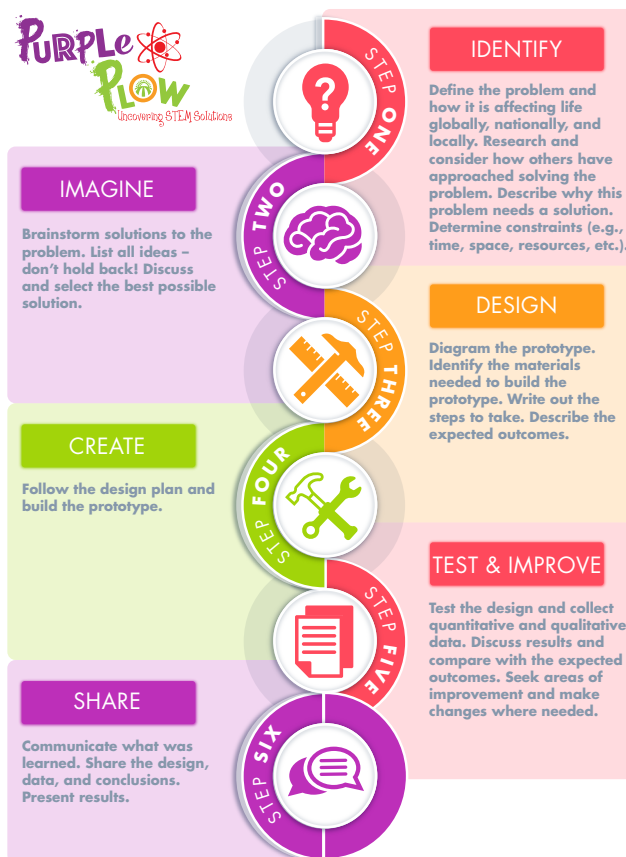 PURPLE
PLOW
Uncovering STEM Solutions
STEP ONE
IDENTIFY
Define the problem and
how it is affecting life
globally, nationally, and
locally. Research and
consider how others have
approached solving the
problem. Describe why this
problem needs a solution.
Determine constraints (e.g.,
time, space, resources, etc.).
STEP TWO
IMAGINE
Brainstorm solutions to the
problem. List all ideas –
don’t hold back! Discuss
and select the best possible
solution.
STEP THREE
DESIGN
Diagram the prototype.
Identify the materials
needed to build the
prototype. Write out the
steps to take. Describe the
expected outcomes.
STEP FOUR
CREATE
Follow the design plan and
build the prototype.
STEP FIVE
TEST & IMPROVE
Test the design and collect
quantitative and qualitative
data. Discuss results and
compare with the expected
outcomes. Seek areas of
improvement and make
changes where needed.
STEP SIX
SHARE
Communicate what was
learned. Share the design,
data, and conclusions.
Present results.